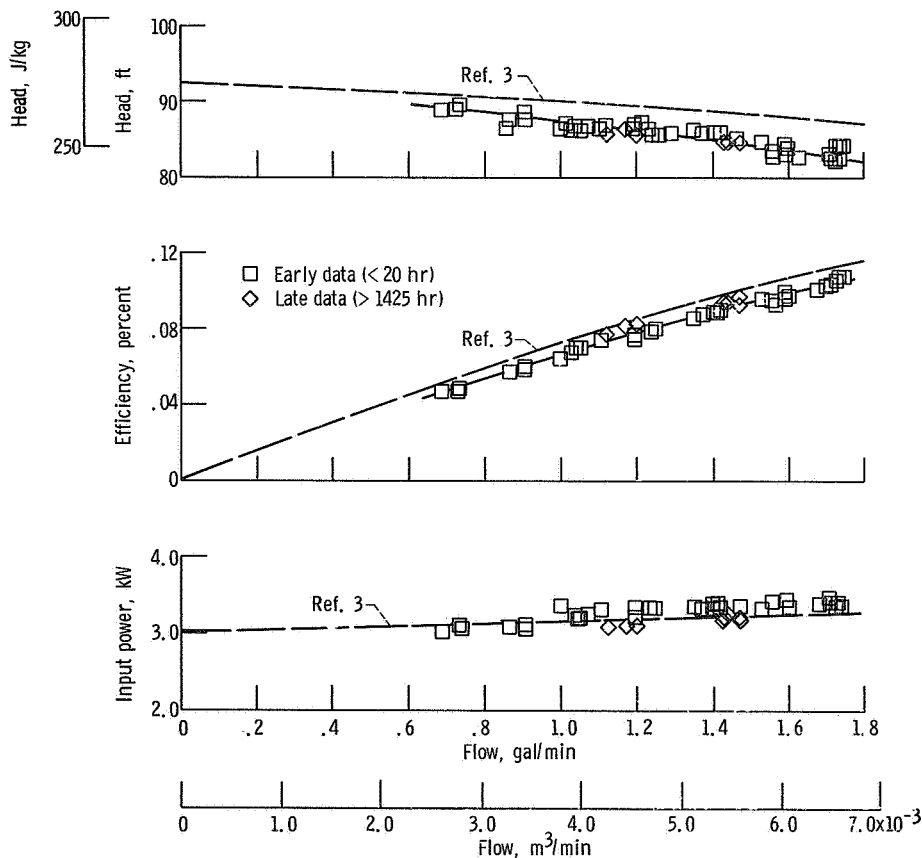 Head, J/kg
300
250
Head, ft
100
90
80
Ref. 3
Efficiency, percent
.12
.08
.04
0
Early data (< 20 hr)
Late data (> 1425 hr)
Ref. 3
Input power, kW
4.0
3.0
2.0
Ref. 3
0 .2 .4 .6 .8 1.0 1.2 1.4 1.6 1.8
Flow, gal/min
0 1.0 2.0 3.0 4.0 5.0 6.0 7.0x10⁻³
Flow, m³/min